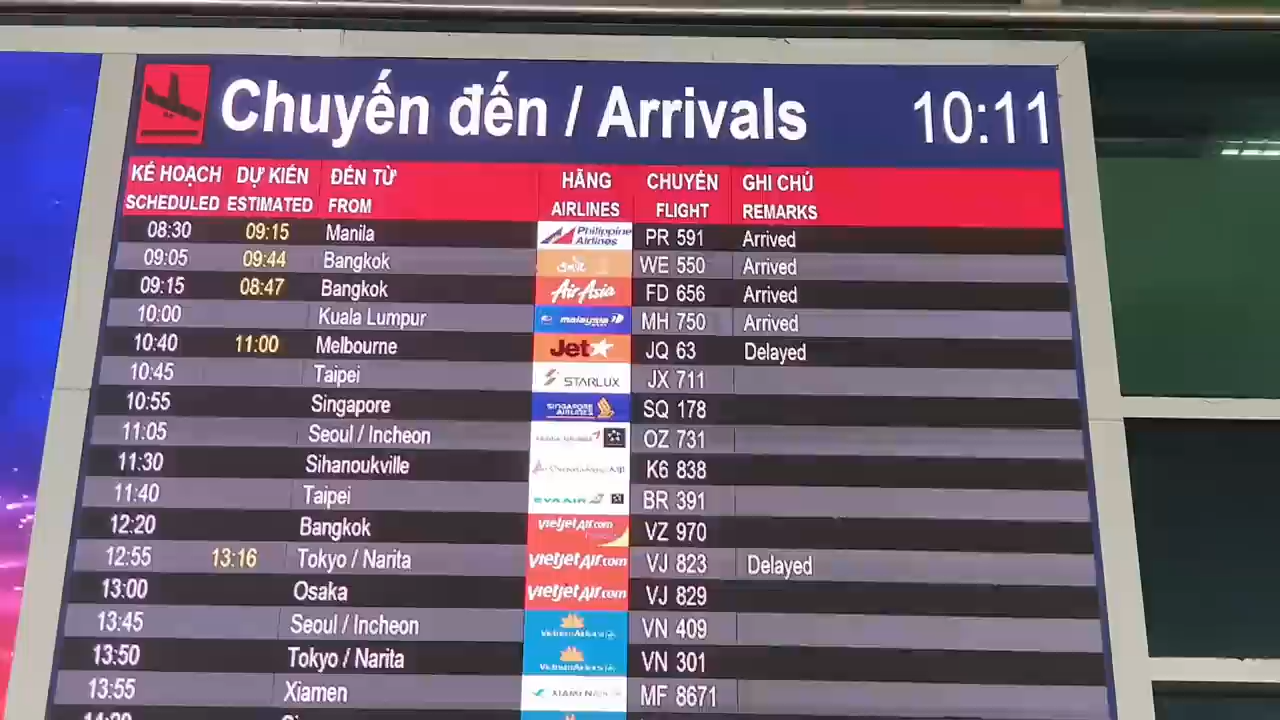 Chuyến đến / Arrivals 10:11
KẾ HOẠCH DỰ KIẾN ĐẾN TỪ HÃNG CHUYẾN GHI CHÚ
SCHEDULED ESTIMATED FROM AIRLINES FLIGHT REMARKS
08:30 09:15 Manila Philippine Airlines PR 591 Arrived
09:05 09:44 Bangkok WE 550 Arrived
09:15 08:47 Bangkok AirAsia FD 656 Arrived
10:00 Kuala Lumpur malaysia MH 750 Arrived
10:40 11:00 Melbourne Jet JQ 63 Delayed
10:45 Taipei STARLUX JX 711
10:55 Singapore SINGAPORE AIRLINES SQ 178
11:05 Seoul / Incheon OZ 731
11:30 Sihanoukville K6 838
11:40 Taipei EVA AIR BR 391
12:20 Bangkok vietjetAir.com VZ 970
12:55 13:16 Tokyo / Narita vietjetAir.com VJ 823 Delayed
13:00 Osaka vietjetAir.com VJ 829
13:45 Seoul / Incheon Vietnam Airlines VN 409
13:50 Tokyo / Narita Vietnam Airlines VN 301
13:55 Xiamen XIAMENAIR MF 8671